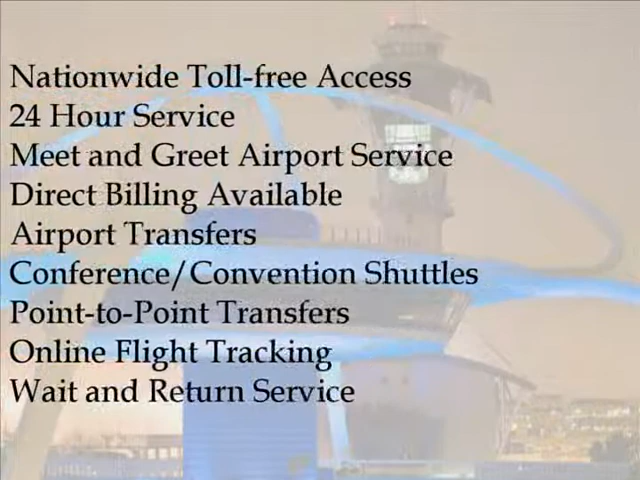 Nationwide Toll-free Access
24 Hour Service
Meet and Greet Airport Service
Direct Billing Available
Airport Transfers
Conference/Convention Shuttles
Point-to-Point Transfers
Online Flight Tracking
Wait and Return Service